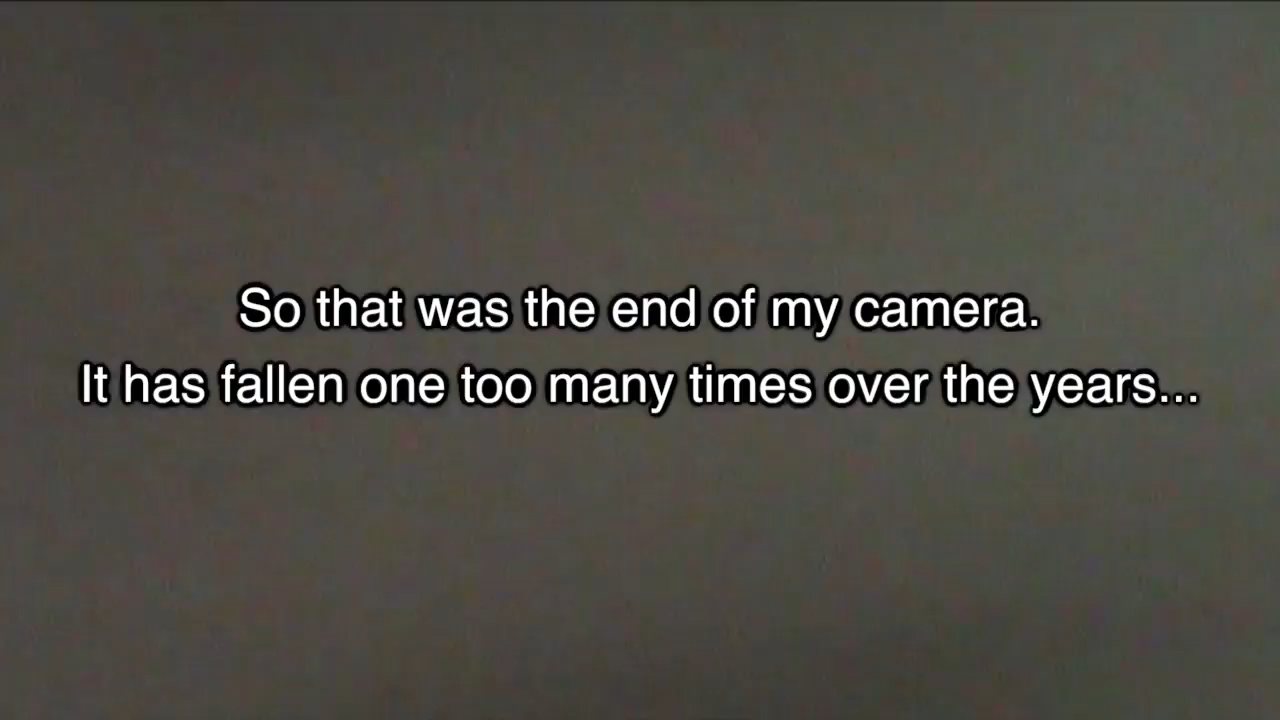 So that was the end of my camera.
It has fallen one too many times over the years...